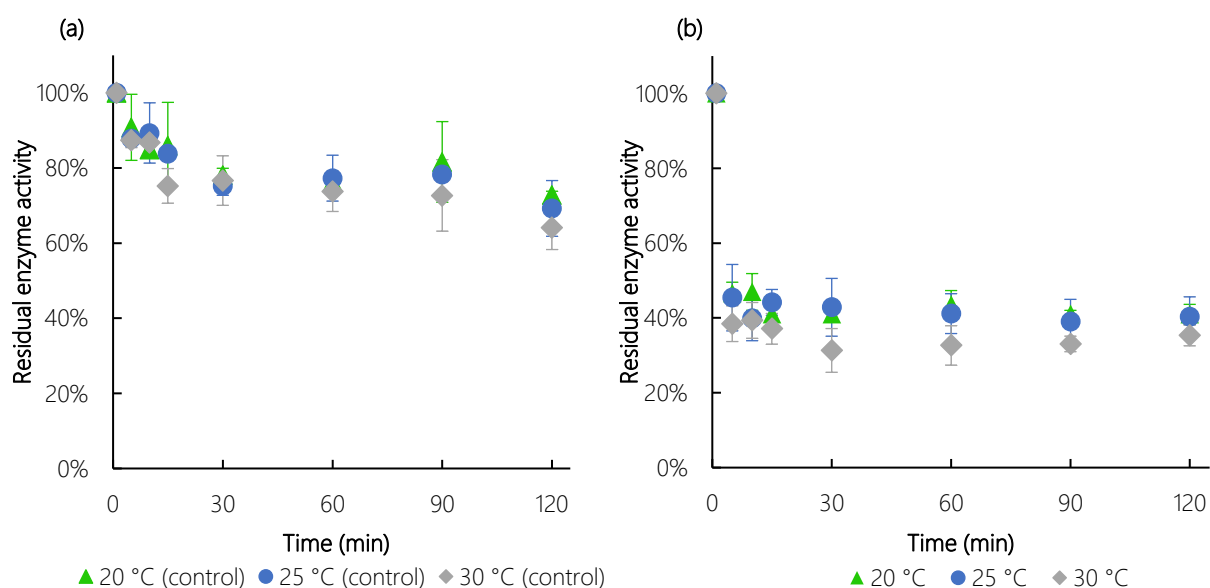 (a)
100%
80%
60%
40%
20%
0%
Residual enzyme activity
0 30 60 90 120
Time (min)
20 °C (control) 25 °C (control) 30 °C (control)
(b)
100%
80%
60%
40%
20%
0%
Residual enzyme activity
0 30 60 90 120
Time (min)
20 °C 25 °C 30 °C